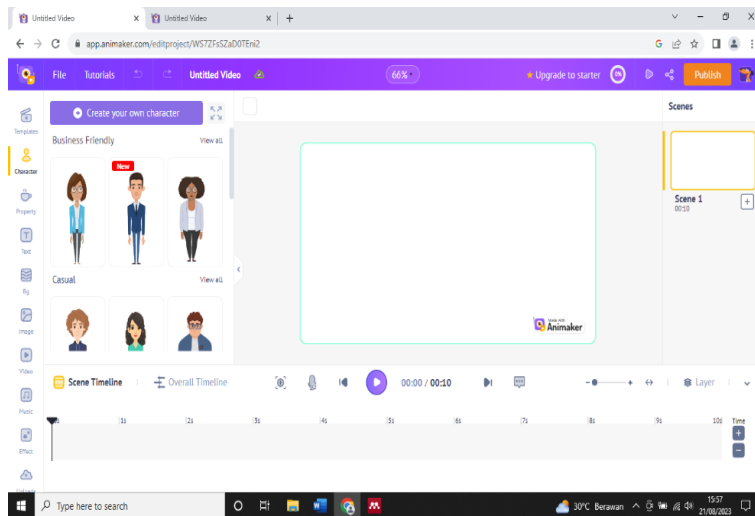 Untitled Video
Untitled Video
app.animaker.com/editproject/WS7ZFsSZaD0TEni2
File Tutorials Untitled Video 66% Upgrade to starter 0% Publish
Templates
Character
Property
Text
Bg
Image
Video
Music
Effect
Create your own character
Business Friendly View all
New
Casual View all
Made with
Animaker
Scenes
Scene 1
00:10
Scene Timeline Overall Timeline 00:00 / 00:10 Layer
1s 2s 3s 4s 5s 6s 7s 8s 9s 10s Time
Type here to search 30°C Berawan 15:57
21/08/2023